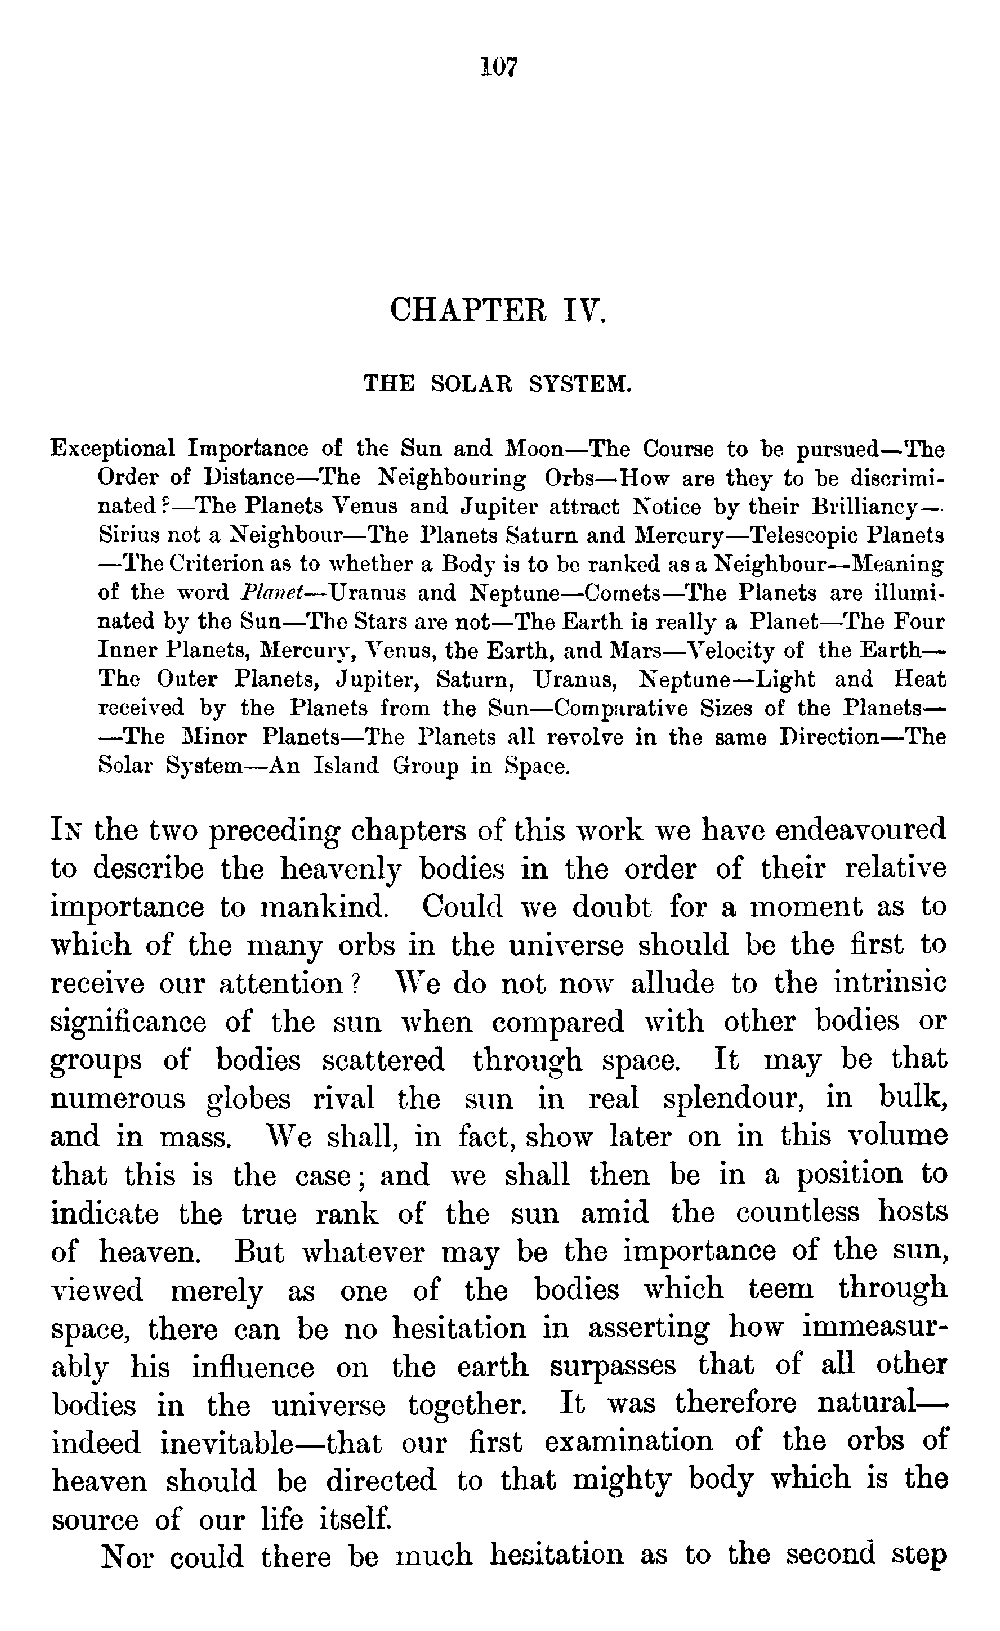 107
CHAPTER IV.
THE SOLAR SYSTEM.
Exceptional Importance of the Sun and Moon—The Course to be pursued—The
Order of Distance—The Neighbouring Orbs—How are they to be discrimi-
nated?—The Planets Venus and Jupiter attract Notice by their Brilliancy—
Sirius not a Neighbour—The Planets Saturn and Mercury—Telescopic Planets
—The Criterion as to whether a Body is to be ranked as a Neighbour—Meaning
of the word Planet—Uranus and Neptune—Comets—The Planets are illumi-
nated by the Sun—The Stars are not—The Earth is really a Planet—The Four
Inner Planets, Mercury, Venus, the Earth, and Mars—Velocity of the Earth—
The Outer Planets, Jupiter, Saturn, Uranus, Neptune—Light and Heat
received by the Planets from the Sun—Comparative Sizes of the Planets—
—The Minor Planets—The Planets all revolve in the same Direction—The
Solar System—An Island Group in Space.
IN the two preceding chapters of this work we have endeavoured
to describe the heavenly bodies in the order of their relative
importance to mankind. Could we doubt for a moment as to
which of the many orbs in the universe should be the first to
receive our attention? We do not now allude to the intrinsic
significance of the sun when compared with other bodies or
groups of bodies scattered through space. It may be that
numerous globes rival the sun in real splendour, in bulk,
and in mass. We shall, in fact, show later on in this volume
that this is the case; and we shall then be in a position to
indicate the true rank of the sun amid the countless hosts
of heaven. But whatever may be the importance of the sun,
viewed merely as one of the bodies which teem through
space, there can be no hesitation in asserting how immeasur-
ably his influence on the earth surpasses that of all other
bodies in the universe together. It was therefore natural—
indeed inevitable—that our first examination of the orbs of
heaven should be directed to that mighty body which is the
source of our life itself.
Nor could there be much hesitation as to the second step